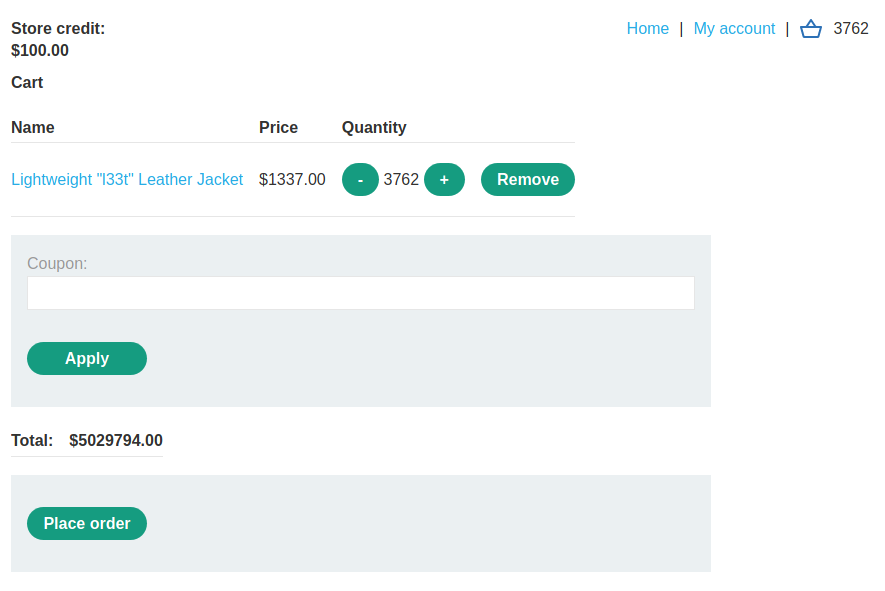 Store credit:
$100.00
Home | My account | 3762
Cart
Name Price Quantity
Lightweight "l33t" Leather Jacket $1337.00 - 3762 + Remove
Coupon:
Apply
Total: $5029794.00
Place order